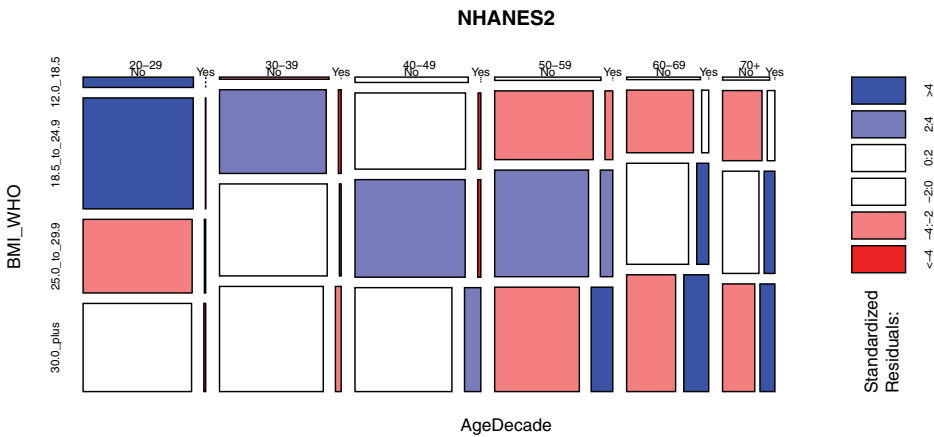 NHANES2
20−29
30−39
40−49
50−59
60−69
70+
No Yes No Yes No Yes No Yes No Yes No Yes
12.0_18.5
18.5_to_24.9
25.0_to_29.9
30.0_plus
BMI_WHO
AgeDecade
>4
2:4
0:2
−2:0
−4:−2
<−4
Standardized
Residuals: